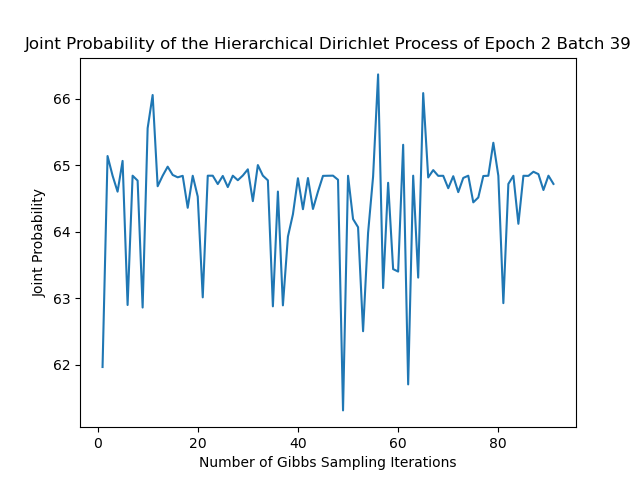 Joint Probability of the Hierarchical Dirichlet Process of Epoch 2 Batch 39
66
65
64
63
62
Joint Probability
0 20 40 60 80
Number of Gibbs Sampling Iterations